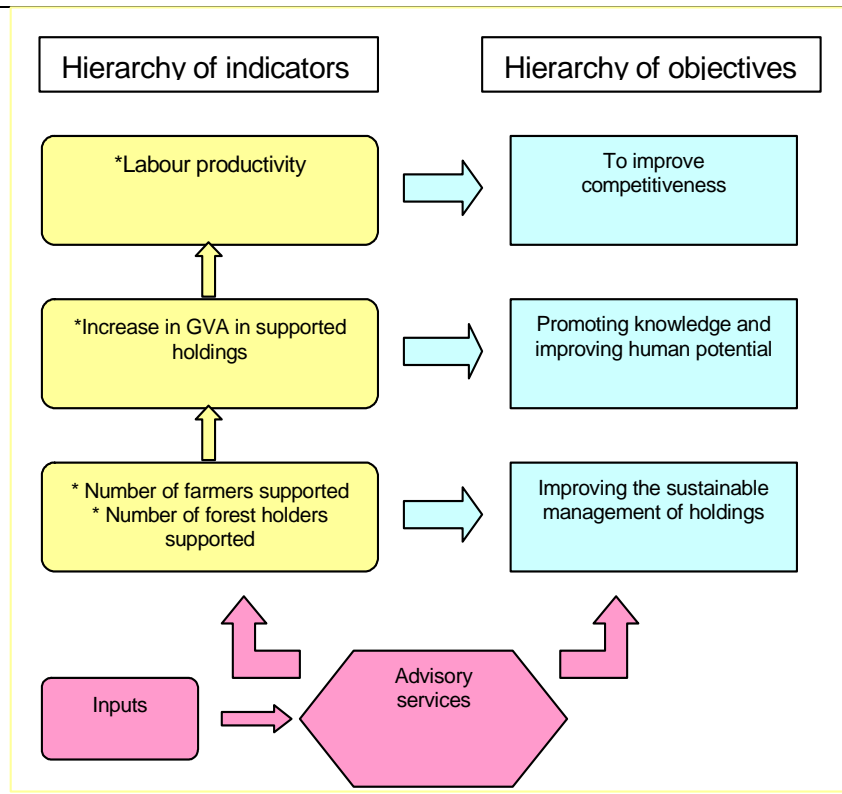 Hierarchy of indicators
Hierarchy of objectives
*Labour productivity
To improve
competitiveness
*Increase in GVA in supported
holdings
Promoting knowledge and
improving human potential
* Number of farmers supported
* Number of forest holders
supported
Improving the sustainable
management of holdings
Inputs
Advisory
services